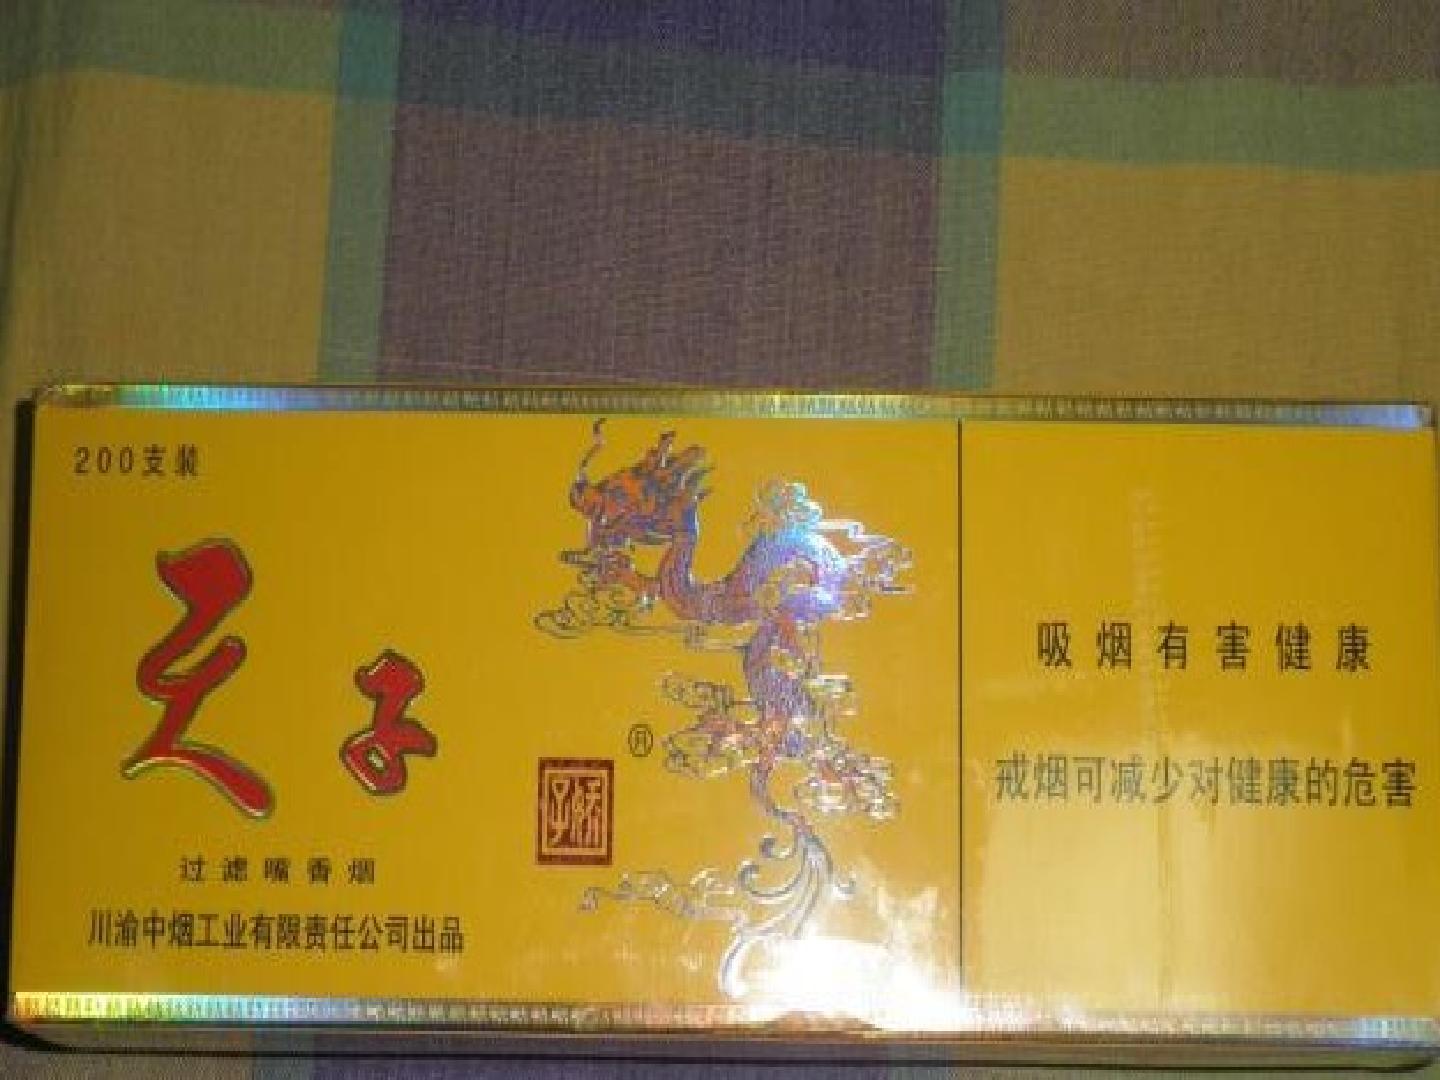 200支装
天子
过滤嘴香烟
川渝中烟工业有限责任公司出品
®
吸烟有害健康
戒烟可减少对健康的危害